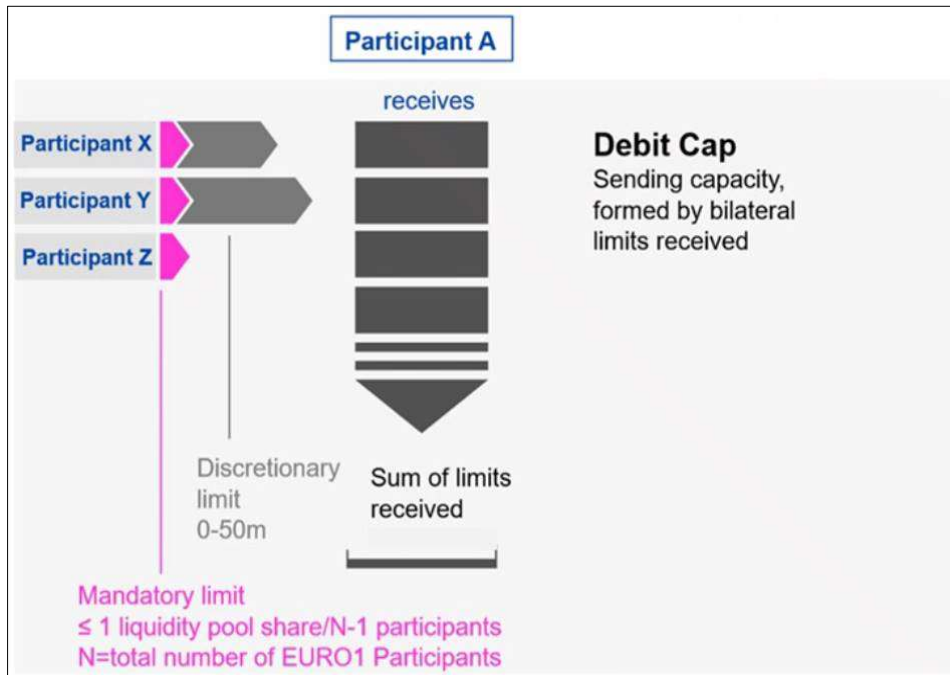 Participant A
receives
Participant X
Participant Y
Participant Z
Debit Cap
Sending capacity,
formed by bilateral
limits received
Discretionary
limit
0-50m
Sum of limits
received
Mandatory limit
≤ 1 liquidity pool share/N-1 participants
N=total number of EURO1 Participants